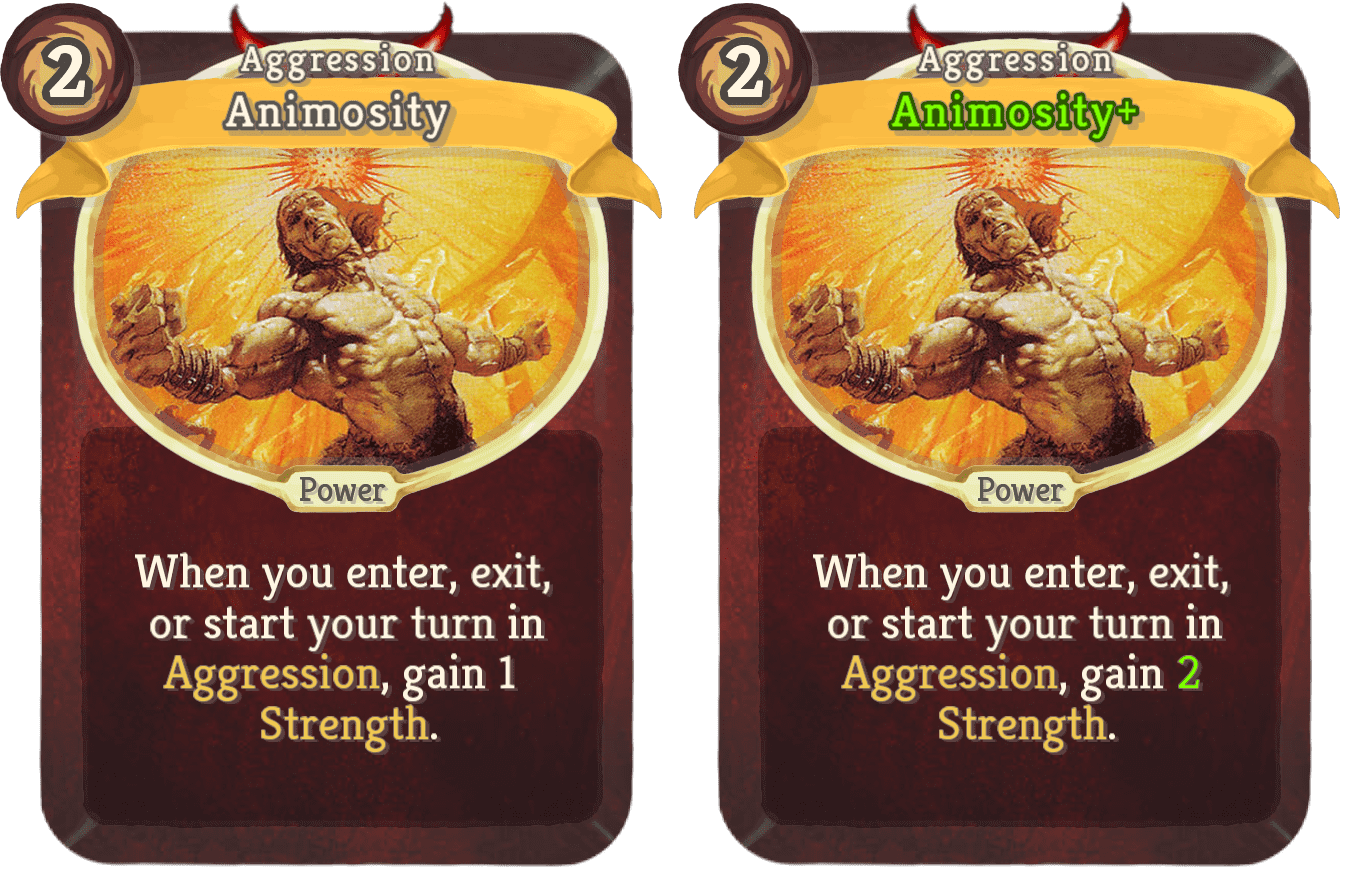 2
Aggression
Animosity
Power
When you enter, exit,
or start your turn in
Aggression, gain 1
Strength.
2
Aggression
Animosity+
Power
When you enter, exit,
or start your turn in
Aggression, gain 2
Strength.